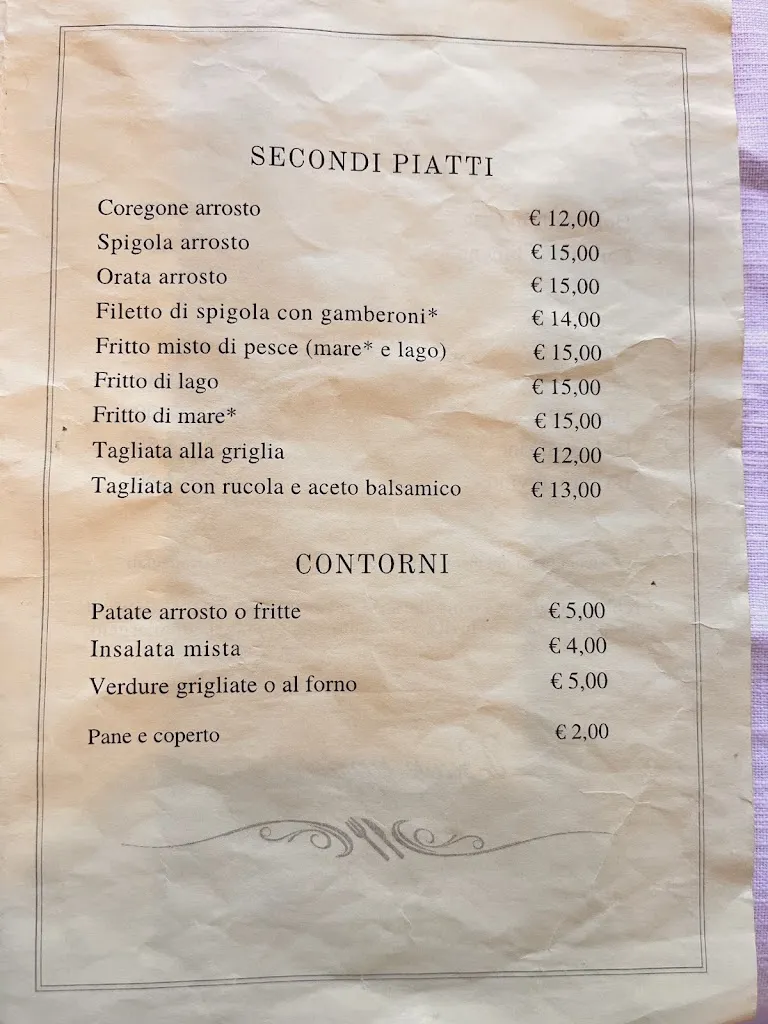 SECONDI PIATTI
Coregone arrosto € 12,00
Spigola arrosto € 15,00
Orata arrosto € 15,00
Filetto di spigola con gamberoni* € 14,00
Fritto misto di pesce (mare* e lago) € 15,00
Fritto di lago € 15,00
Fritto di mare* € 15,00
Tagliata alla griglia € 12,00
Tagliata con rucola e aceto balsamico € 13,00
CONTORNI
Patate arrosto o fritte € 5,00
Insalata mista € 4,00
Verdure grigliate o al forno € 5,00
Pane e coperto € 2,00